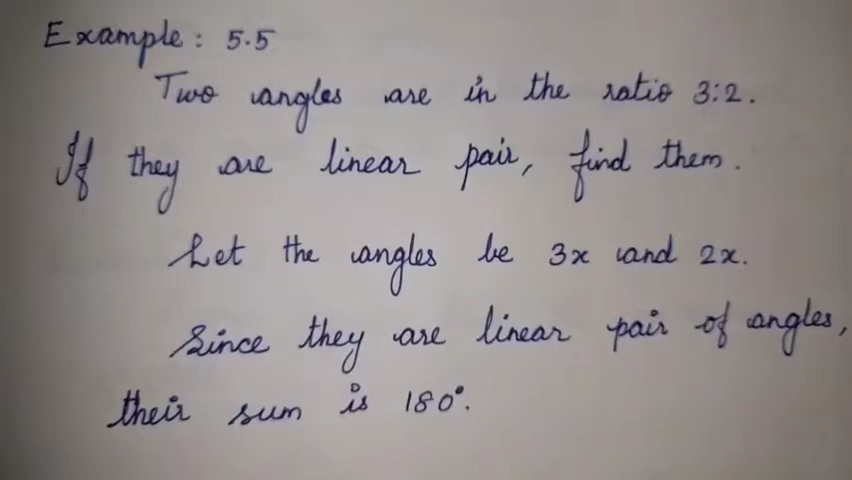 Example: 5.5
Two angles are in the ratio 3:2.
If they are linear pair, find them.
Let the angles be 3x and 2x.
Since they are linear pair of angles,
their sum is 180°.